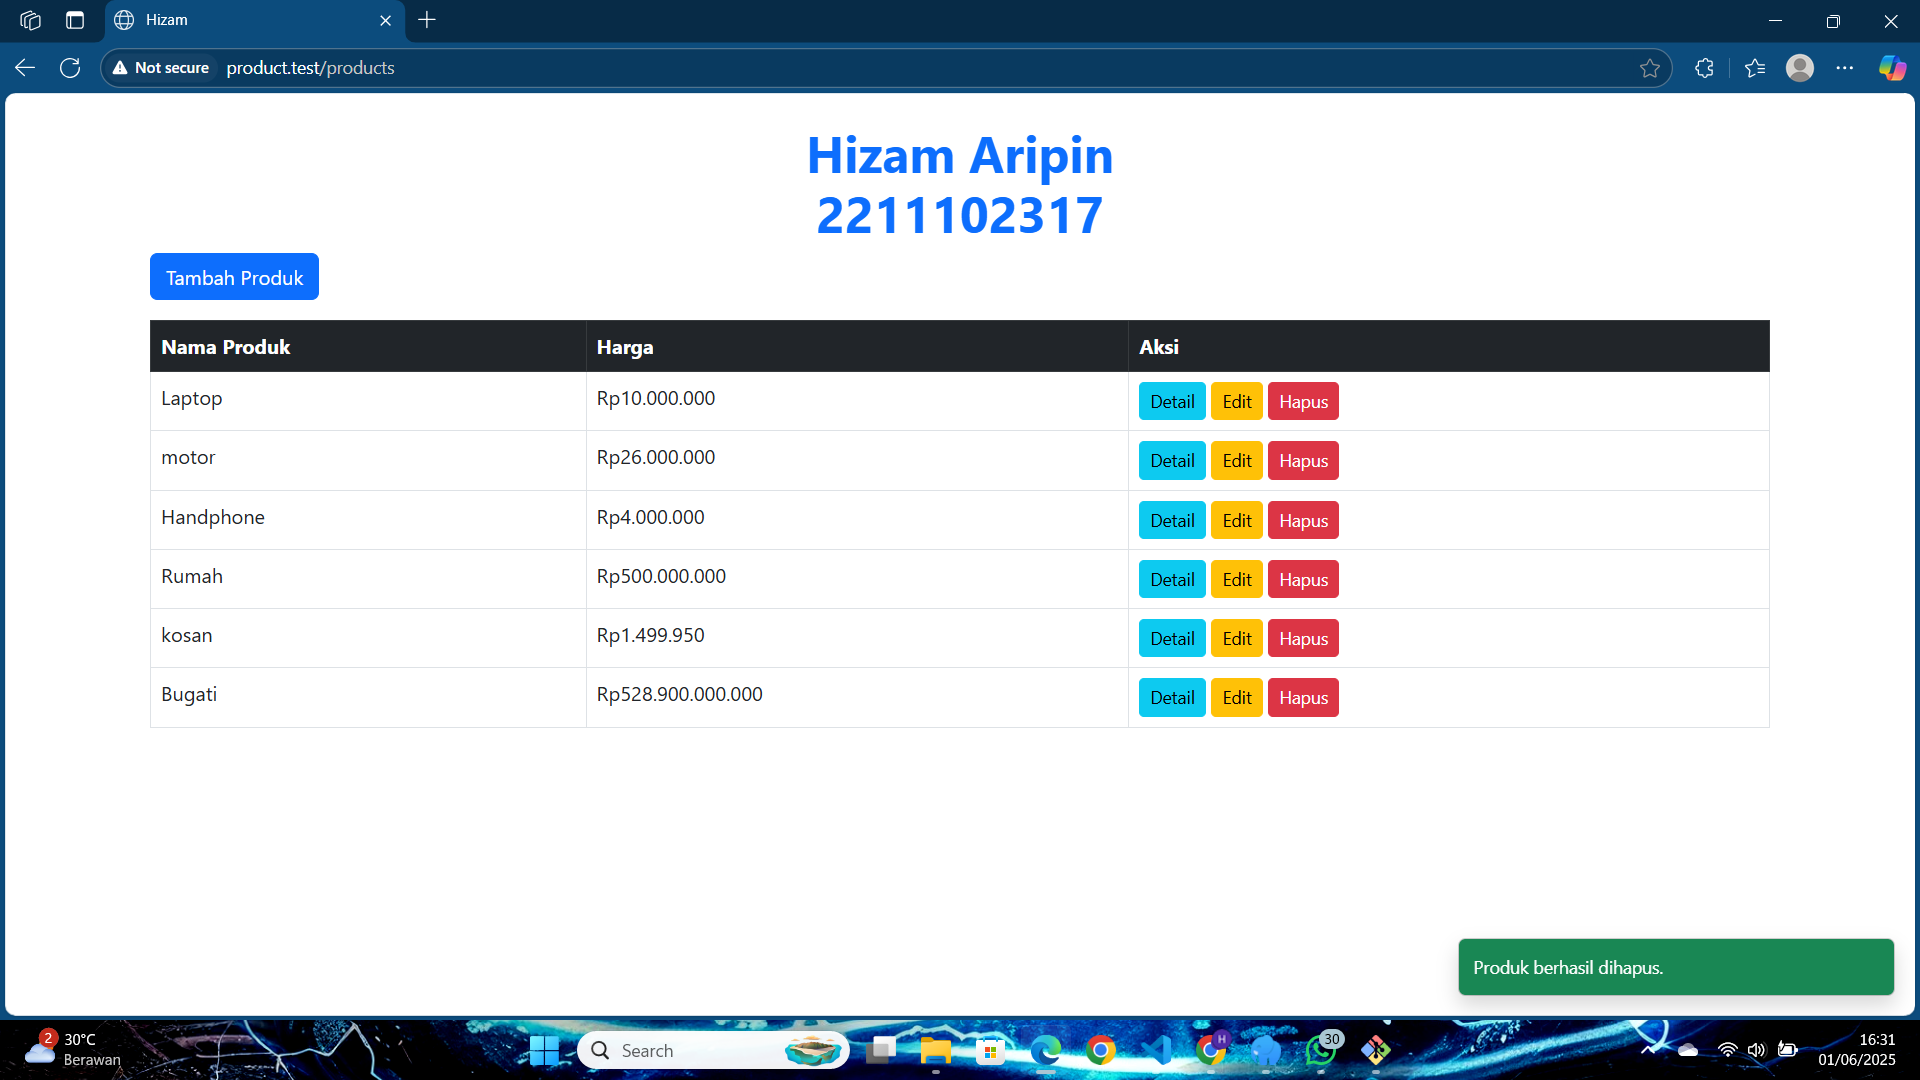 Hizam
Not secure product.test/products
Hizam Aripin
2211102317
Tambah Produk
Nama Produk Harga Aksi
Laptop Rp10.000.000 Detail Edit Hapus
motor Rp26.000.000 Detail Edit Hapus
Handphone Rp4.000.000 Detail Edit Hapus
Rumah Rp500.000.000 Detail Edit Hapus
kosan Rp1.499.950 Detail Edit Hapus
Bugati Rp528.900.000.000 Detail Edit Hapus
Produk berhasil dihapus.
2 30°C
Berawan
Search
H
30
16:31
01/06/2025